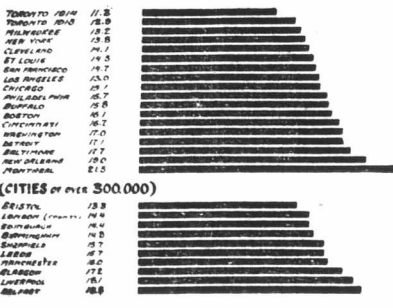 TORONTO 1914 11.2
TORONTO 1913 12.9
MILWAUKEE 13.2
NEW YORK 13.8
CLEVELAND 14.1
ST LOUIS 14.3
SAN FRANCISCO 14.7
LOS ANGELES 15.0
CHICAGO 15.1
PHILADELPHIA 15.7
BUFFALO 15.8
BOSTON 16.1
CINCINNATI 16.7
WASHINGTON 17.0
DETROIT 17.1
BALTIMORE 17.7
NEW ORLEANS 19.0
MONTREAL 21.5
(CITIES OF OVER 300.000)
BRISTOL 13.3
LONDON 14.4
EDINBURGH 14.4
BIRMINGHAM 14.5
SHEFFIELD 15.7
LEEDS 15.7
MANCHESTER 16.0
GLASGOW 17.2
LIVERPOOL 18.1
BELFAST 18.8